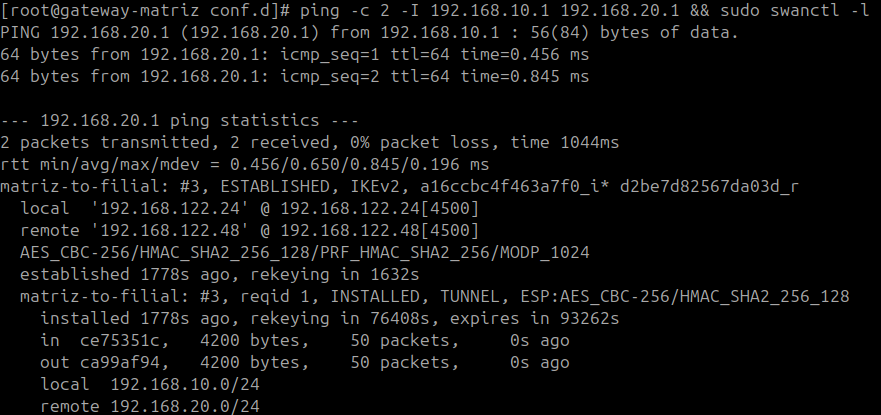 [root@gateway-matriz conf.d]# ping -c 2 -I 192.168.10.1 192.168.20.1 && sudo swanctl -l
PING 192.168.20.1 (192.168.20.1) from 192.168.10.1 : 56(84) bytes of data.
64 bytes from 192.168.20.1: icmp_seq=1 ttl=64 time=0.456 ms
64 bytes from 192.168.20.1: icmp_seq=2 ttl=64 time=0.845 ms

--- 192.168.20.1 ping statistics ---
2 packets transmitted, 2 received, 0% packet loss, time 1044ms
rtt min/avg/max/mdev = 0.456/0.650/0.845/0.196 ms
matriz-to-filial: #3, ESTABLISHED, IKEv2, a16ccbc4f463a7f0_i* d2be7d82567da03d_r
  local  '192.168.122.24' @ 192.168.122.24[4500]
  remote '192.168.122.48' @ 192.168.122.48[4500]
  AES_CBC-256/HMAC_SHA2_256_128/PRF_HMAC_SHA2_256/MODP_1024
  established 1778s ago, rekeying in 1632s
  matriz-to-filial: #3, reqid 1, INSTALLED, TUNNEL, ESP:AES_CBC-256/HMAC_SHA2_256_128
    installed 1778s ago, rekeying in 76408s, expires in 93262s
    in  ce75351c,   4200 bytes,    50 packets,     0s ago
    out ca99af94,   4200 bytes,    50 packets,     0s ago
    local  192.168.10.0/24
    remote 192.168.20.0/24